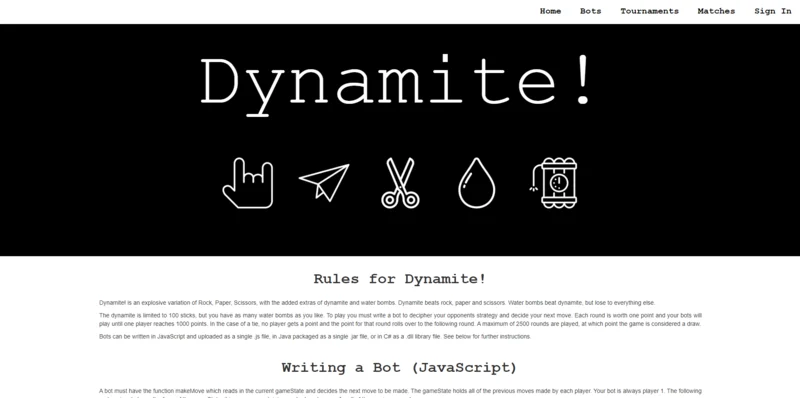 Home Bots Tournaments Matches Sign In
Dynamite!
Rules for Dynamite!
Dynamite! is an explosive variation of Rock, Paper, Scissors, with the added extras of dynamite and water bombs. Dynamite beats rock, paper and scissors. Water bombs beat dynamite, but lose to everything else.
The dynamite is limited to 100 sticks, but you have as many water bombs as you like. To play you must write a bot to decipher your opponents strategy and decide your next move. Each round is worth one point and your bots will
play until one player reaches 1000 points. In the case of a tie, no player gets a point and the point for that round rolls over to the following round. A maximum of 2500 rounds are played, at which point the game is considered a draw.
Bots can be written in JavaScript and uploaded as a single .js file, in Java packaged as a single .jar file, or in C# as a .dll library file. See below for further instructions.
Writing a Bot (JavaScript)
A bot must have the function makeMove which reads in the current gameState and decides the next move to be made. The gameState holds all of the previous moves made by each player. Your bot is always player 1. The following